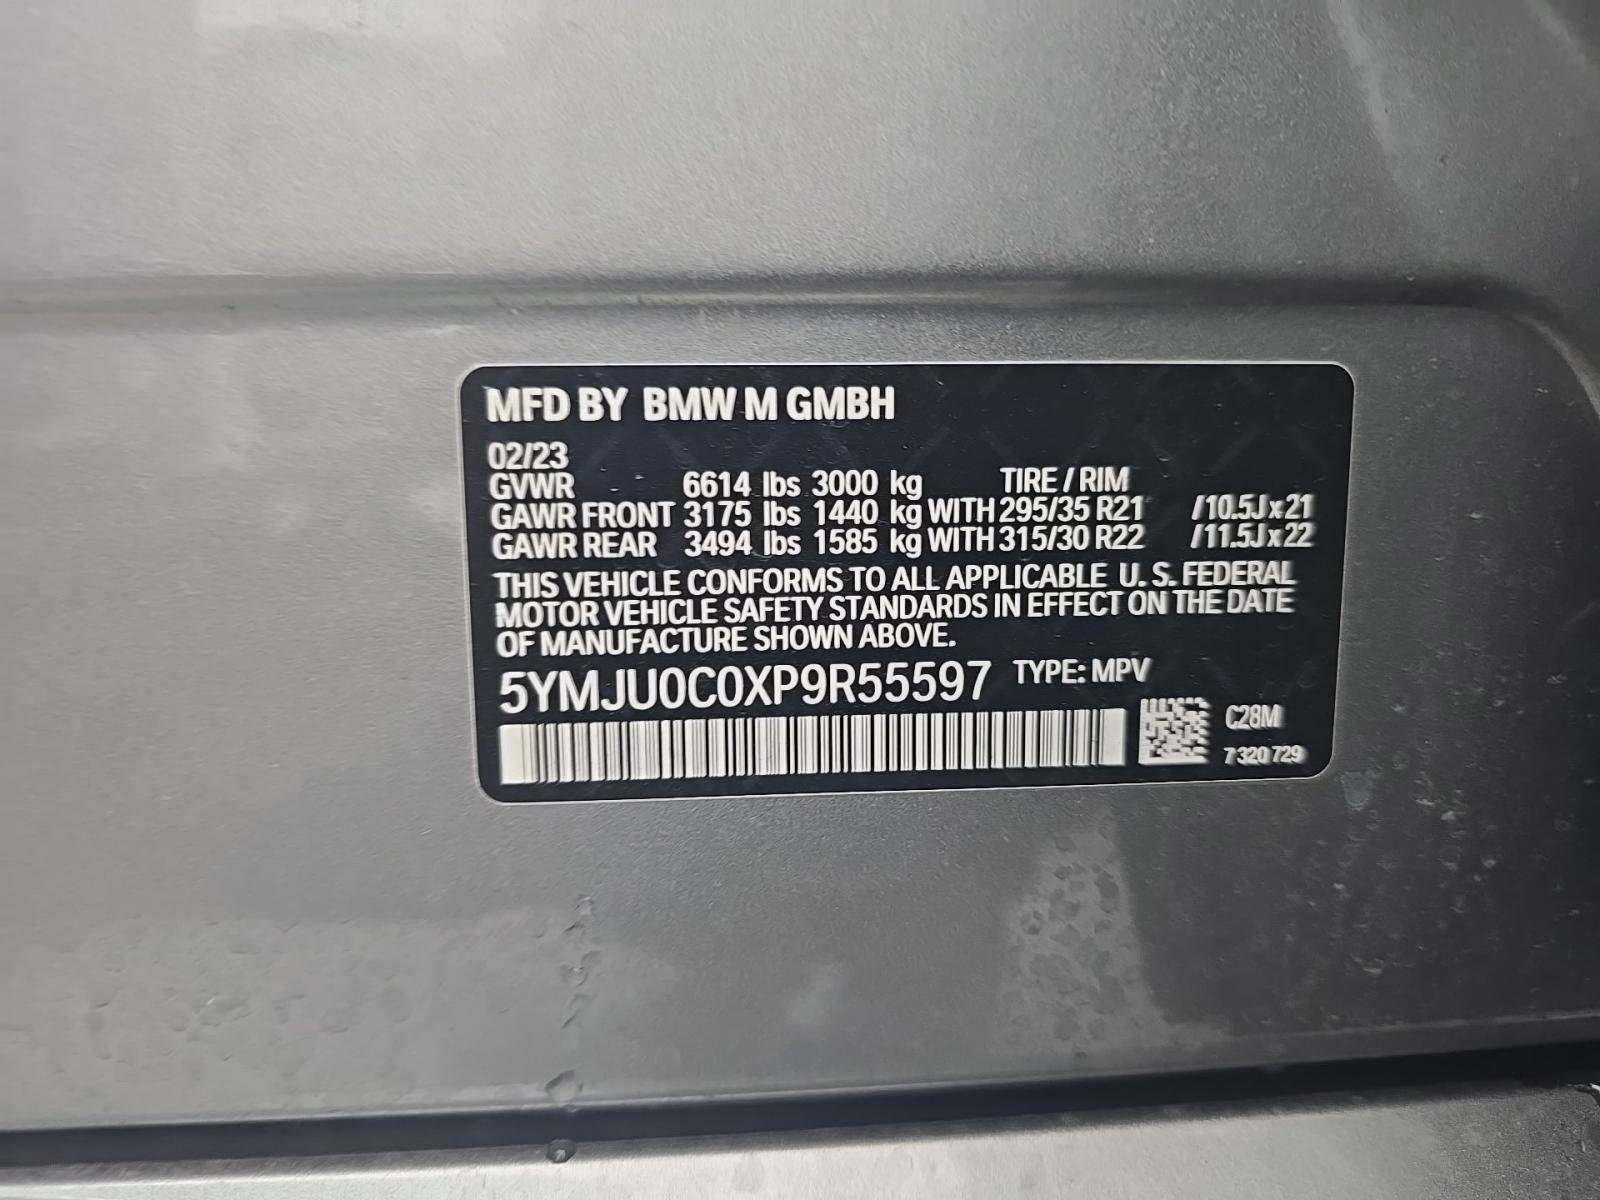 MFD BY BMW M GMBH
02/23
GVWR 6614 lbs 3000 kg TIRE / RIM
GAWR FRONT 3175 lbs 1440 kg WITH 295/35 R21 /10.5J x 21
GAWR REAR 3494 lbs 1585 kg WITH 315/30 R22 /11.5J x 22
THIS VEHICLE CONFORMS TO ALL APPLICABLE U. S. FEDERAL
MOTOR VEHICLE SAFETY STANDARDS IN EFFECT ON THE DATE
OF MANUFACTURE SHOWN ABOVE.
5YMJU0C0XP9R55597 TYPE: MPV
C28M
7 320 729